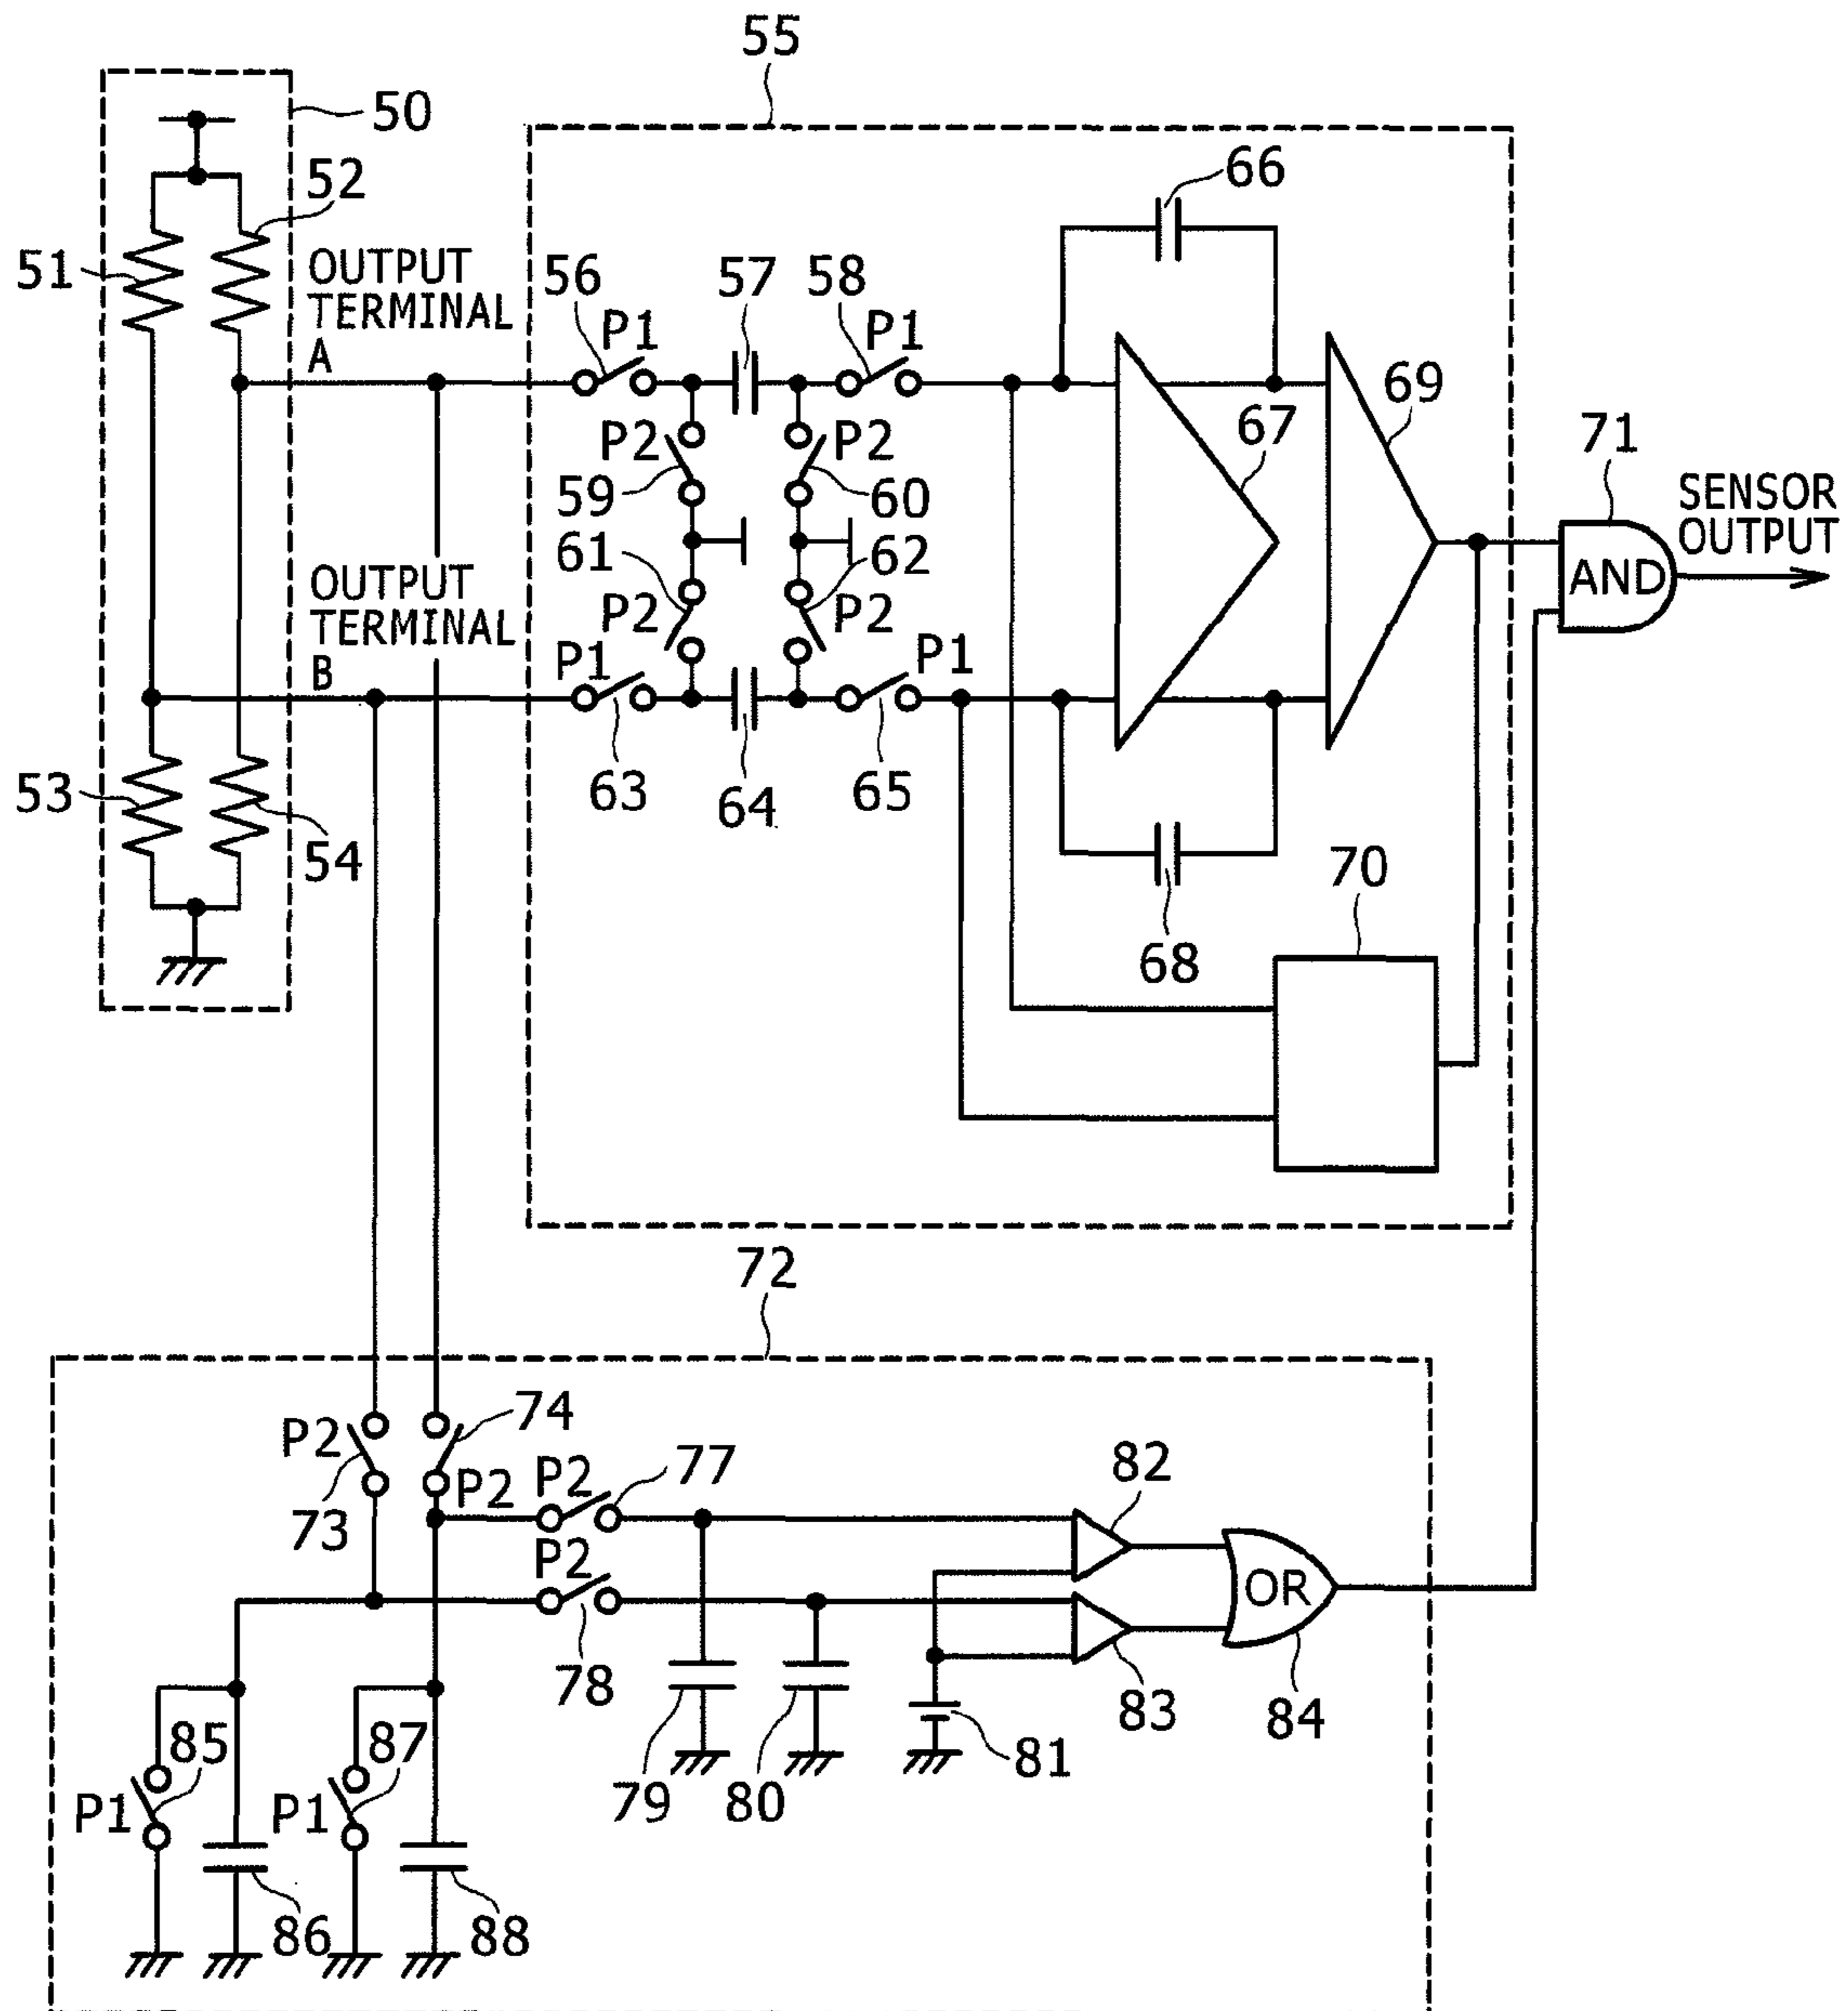 55
50
52
66
51
OUTPUT
TERMINAL
A
56
57
58
P1
P1
69
67
71
P2
P2
59
60
SENSOR
OUTPUT
61
62
AND
OUTPUT
TERMINAL
B
P2
P2
P1
P1
53
63
64
65
54
70
68
72
74
P2
P2
P2
77
82
73
P2
OR
78
83
84
85
87
81
P1
P1
79
80
86
88